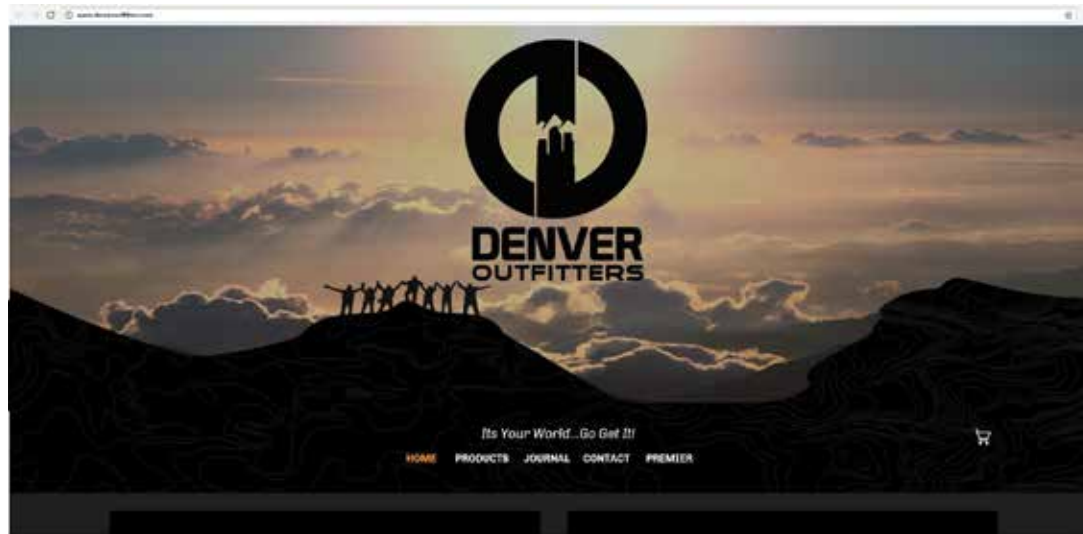 DENVER
OUTFITTERS
Its Your World...Go Get It!
HOME PRODUCTS JOURNAL CONTACT PREMIER